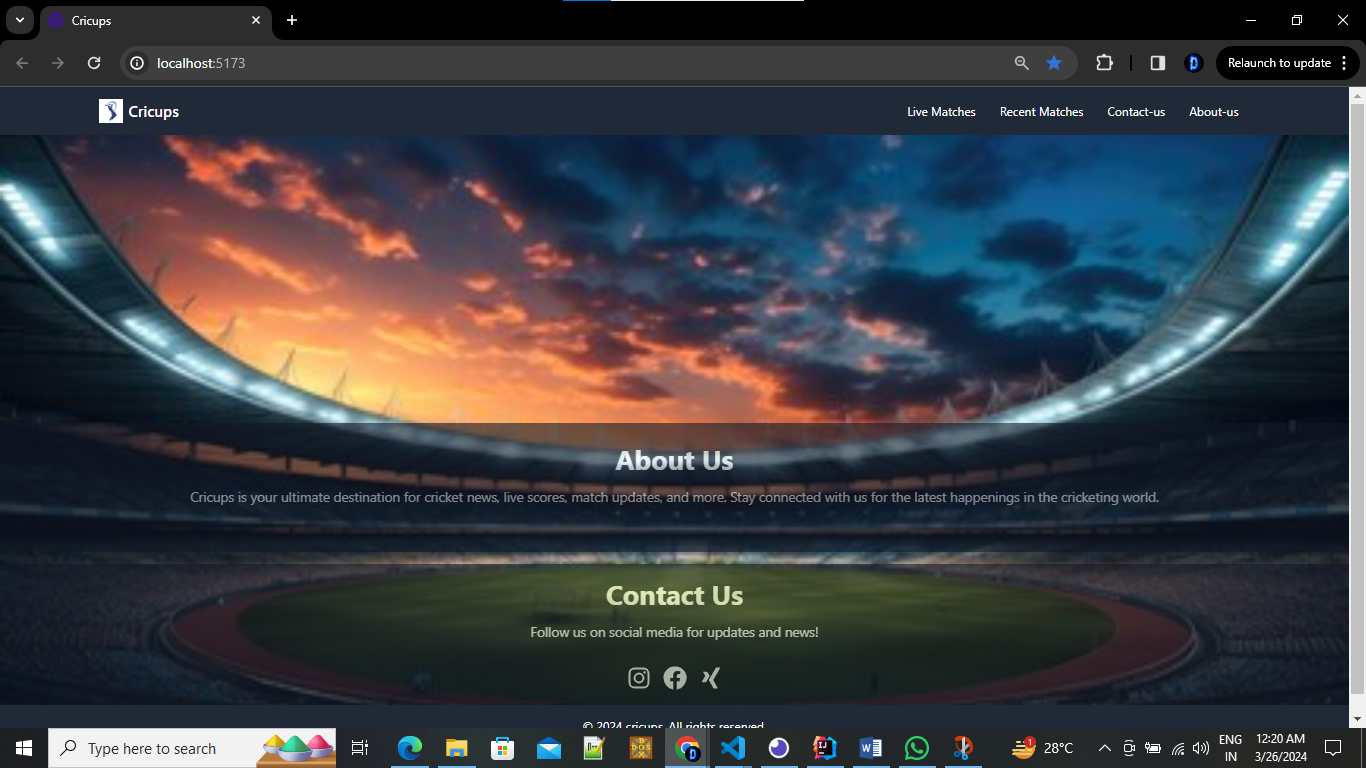 Cricups
localhost:5173
Relaunch to update
Cricups
Live Matches
Recent Matches
Contact-us
About-us
About Us
Cricups is your ultimate destination for cricket news, live scores, match updates, and more. Stay connected with us for the latest happenings in the cricketing world.
Contact Us
Follow us on social media for updates and news!
© 2024 cricups. All rights reserved
Type here to search
DOS
1
28°C
ENG
IN
12:20 AM
3/26/2024